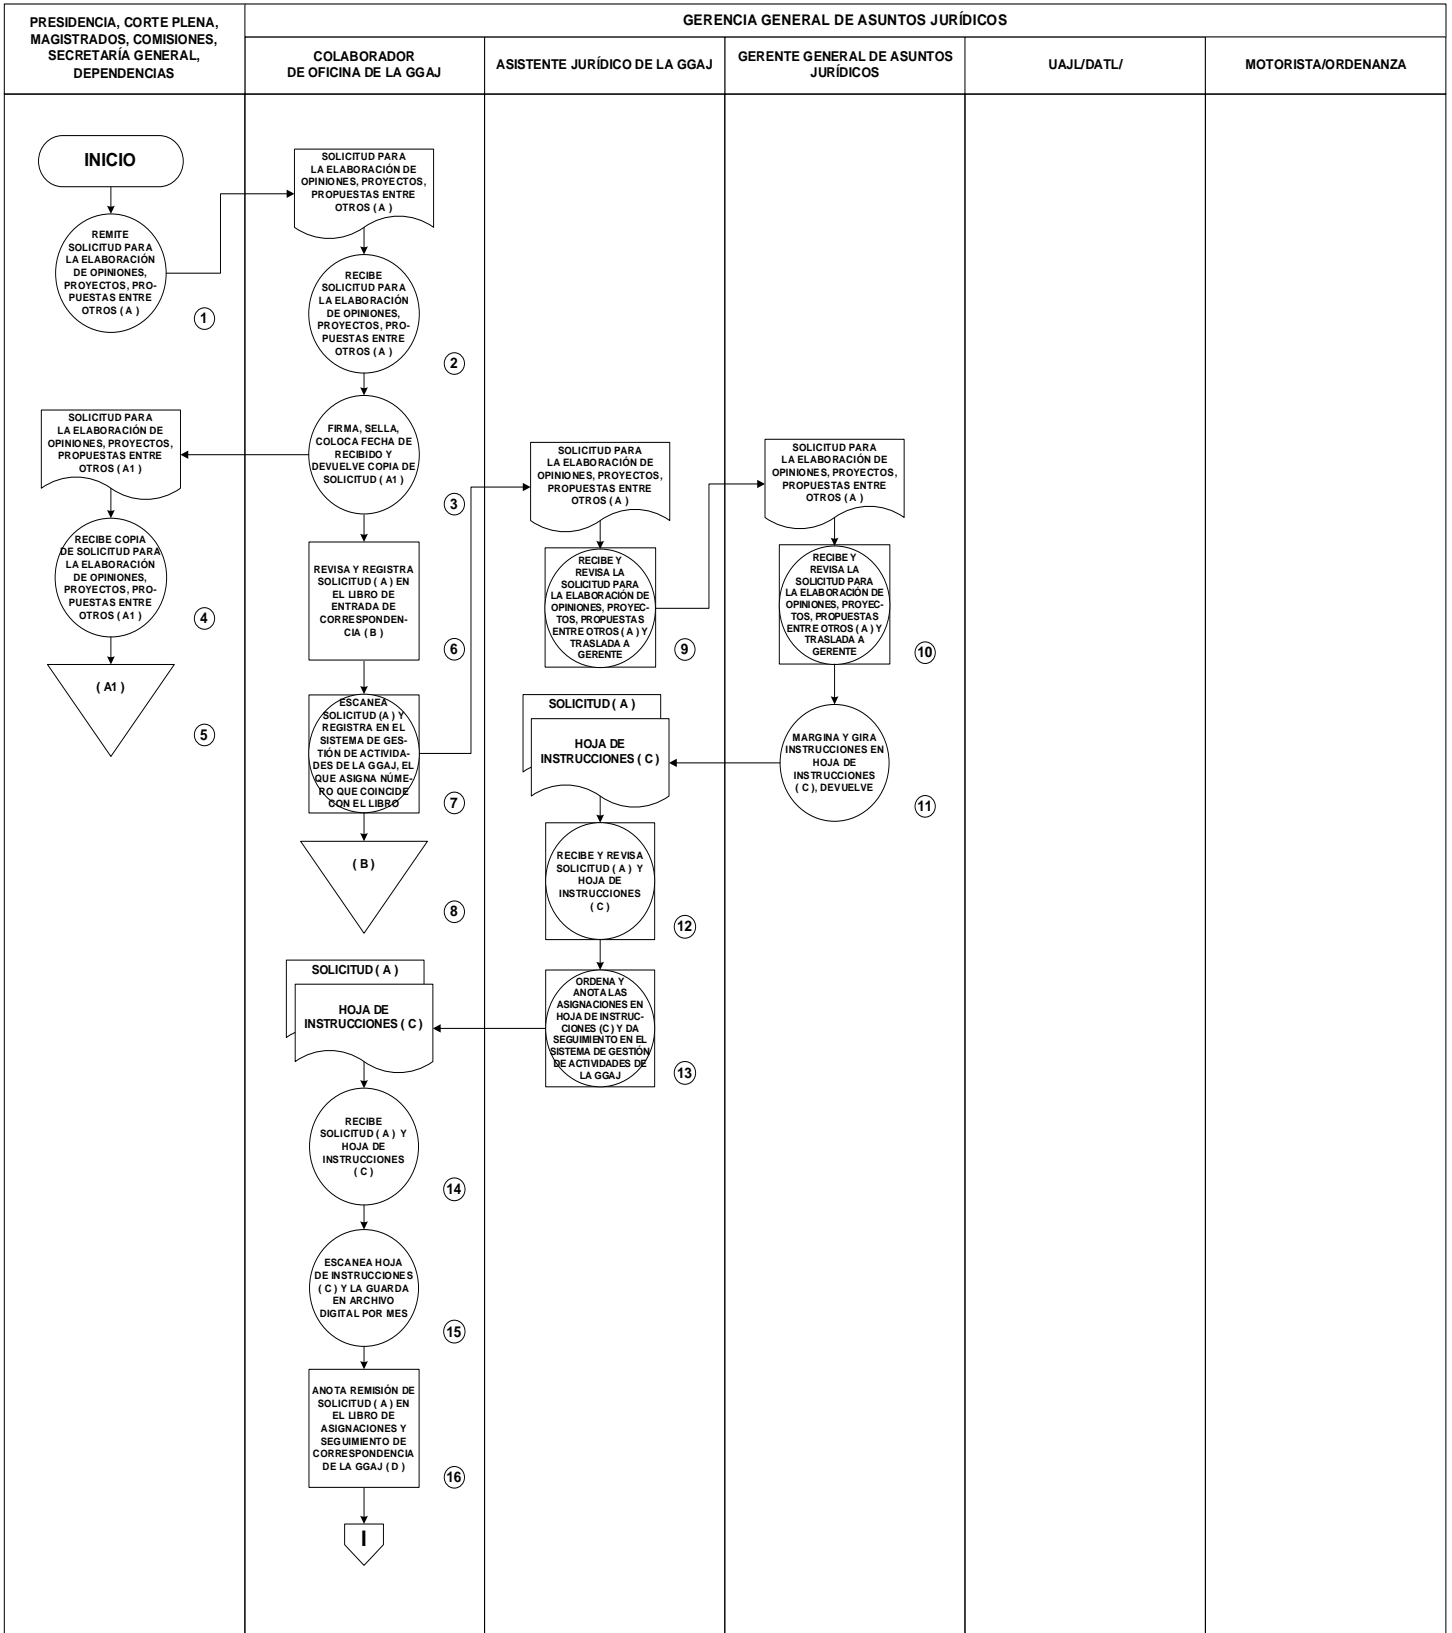 PRESIDENCIA, CORTE PLENA,
MAGISTRADOS, COMISIONES,
SECRETARÍA GENERAL,
DEPENDENCIAS
GERENCIA GENERAL DE ASUNTOS JURÍDICOS
COLABORADOR
DE OFICINA DE LA GGAJ
ASISTENTE JURÍDICO DE LA GGAJ
GERENTE GENERAL DE ASUNTOS
JURÍDICOS
UAJL/DATL/
MOTORISTA/ORDENANZA
INICIO
REMITE
SOLICITUD PARA
LA ELABORACIÓN
DE OPINIONES,
PROYECTOS, PRO-
PUESTAS ENTRE
OTROS ( A )
1
SOLICITUD PARA
LA ELABORACIÓN DE
OPINIONES, PROYECTOS,
PROPUESTAS ENTRE
OTROS ( A )
RECIBE
SOLICITUD PARA
LA ELABORACIÓN
DE OPINIONES,
PROYECTOS, PRO-
PUESTAS ENTRE
OTROS ( A )
2
FIRMA, SELLA,
COLOCA FECHA DE
RECIBIDO Y
DEVUELVE COPIA DE
SOLICITUD ( A1 )
3
SOLICITUD PARA
LA ELABORACIÓN DE
OPINIONES, PROYECTOS,
PROPUESTAS ENTRE
OTROS ( A1 )
RECIBE COPIA
DE SOLICITUD PARA
LA ELABORACIÓN
DE OPINIONES,
PROYECTOS, PRO-
PUESTAS ENTRE
OTROS ( A1 )
4
( A1 )
5
REVISA Y REGISTRA
SOLICITUD ( A ) EN
EL LIBRO DE
ENTRADA DE
CORRESPONDEN-
CIA ( B )
6
ESCANEA
SOLICITUD (A ) Y
REGISTRA EN EL
SISTEMA DE GES-
TIÓN DE ACTIVIDA-
DES DE LA GGAJ, EL
QUE ASIGNA NÚME-
RO QUE COINCIDE
CON EL LIBRO
7
( B )
8
SOLICITUD PARA
LA ELABORACIÓN DE
OPINIONES, PROYECTOS,
PROPUESTAS ENTRE
OTROS ( A )
RECIBE Y
REVISA LA
SOLICITUD PARA
LA ELABORACIÓN DE
OPINIONES, PROYEC-
TOS, PROPUESTAS
ENTRE OTROS ( A ) Y
TRASLADA A
GERENTE
9
SOLICITUD PARA
LA ELABORACIÓN DE
OPINIONES, PROYECTOS,
PROPUESTAS ENTRE
OTROS ( A )
RECIBE Y
REVISA LA
SOLICITUD PARA
LA ELABORACIÓN DE
OPINIONES, PROYEC-
TOS, PROPUESTAS
ENTRE OTROS ( A ) Y
TRASLADA A
GERENTE
10
MARGINA Y GIRA
INSTRUCCIONES EN
HOJA DE
INSTRUCCIONES
( C ), DEVUELVE
11
SOLICITUD ( A )
HOJA DE
INSTRUCCIONES ( C )
RECIBE Y REVISA
SOLICITUD ( A ) Y
HOJA DE
INSTRUCCIONES
( C )
12
ORDENA Y
ANOTA LAS
ASIGNACIONES EN
HOJA DE INSTRUC-
CIONES (C ) Y DA
SEGUIMIENTO EN EL
SISTEMA DE GESTIÓN
DE ACTIVIDADES DE
LA GGAJ
13
SOLICITUD ( A )
HOJA DE
INSTRUCCIONES ( C )
RECIBE
SOLICITUD ( A ) Y
HOJA DE
INSTRUCCIONES
( C )
14
ESCANEA HOJA
DE INSTRUCCIONES
( C ) Y LA GUARDA
EN ARCHIVO
DIGITAL POR MES
15
ANOTA REMISIÓN DE
SOLICITUD ( A ) EN
EL LIBRO DE
ASIGNACIONES Y
SEGUIMIENTO DE
CORRESPONDENCIA
DE LA GGAJ ( D )
16
I